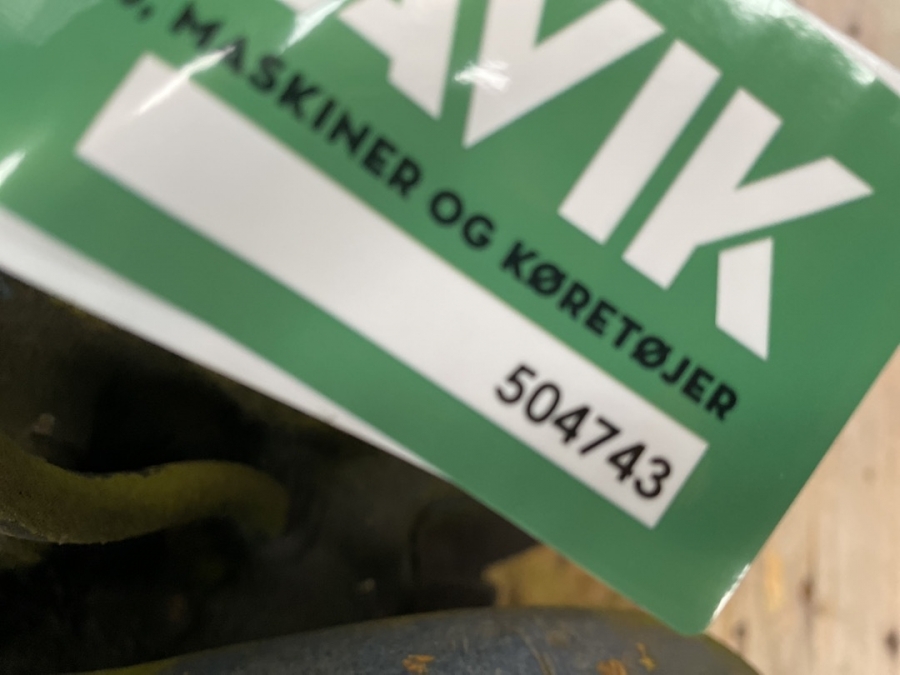 AVIK
, MASKINER OG KØRETØJER
504743